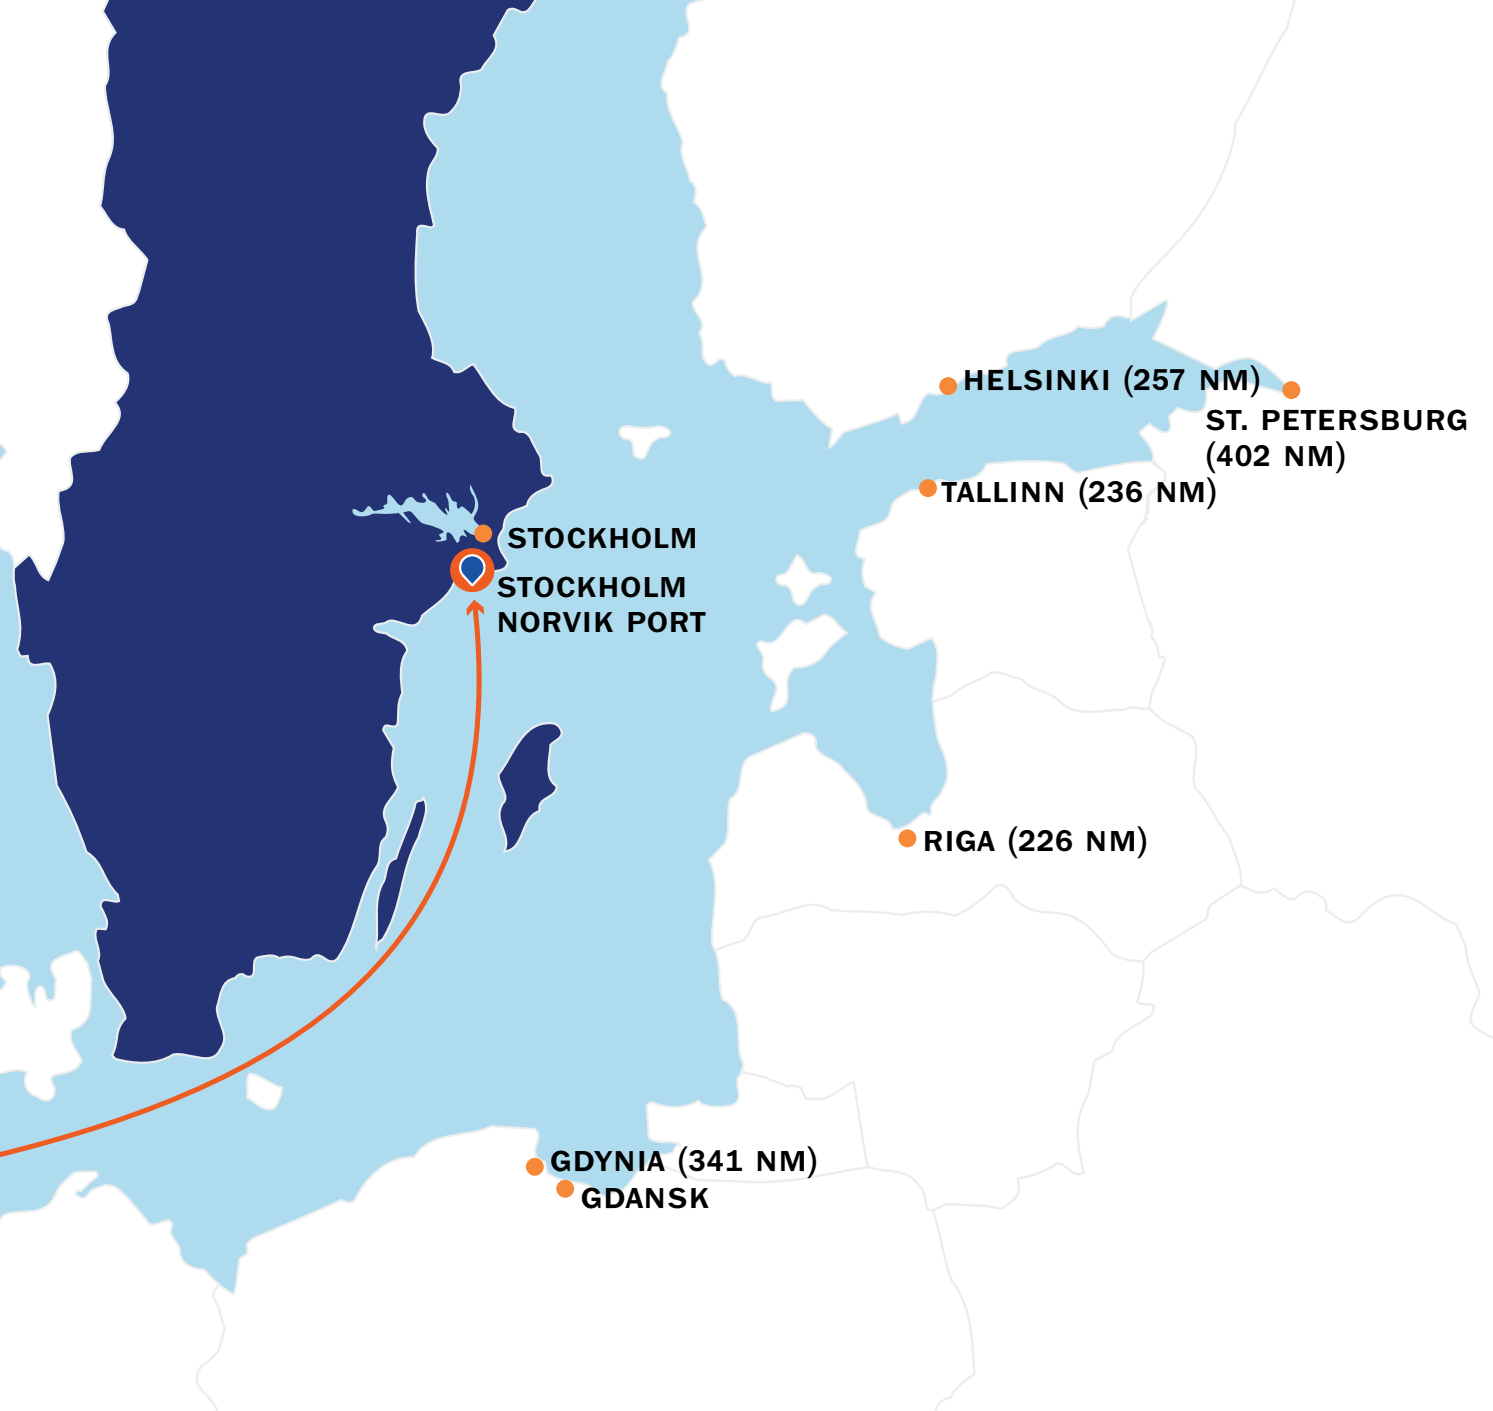 HELSINKI (257 NM)
ST. PETERSBURG
(402 NM)
TALLINN (236 NM)
STOCKHOLM
STOCKHOLM
NORVIK PORT
RIGA (226 NM)
GDYNIA (341 NM)
GDANSK